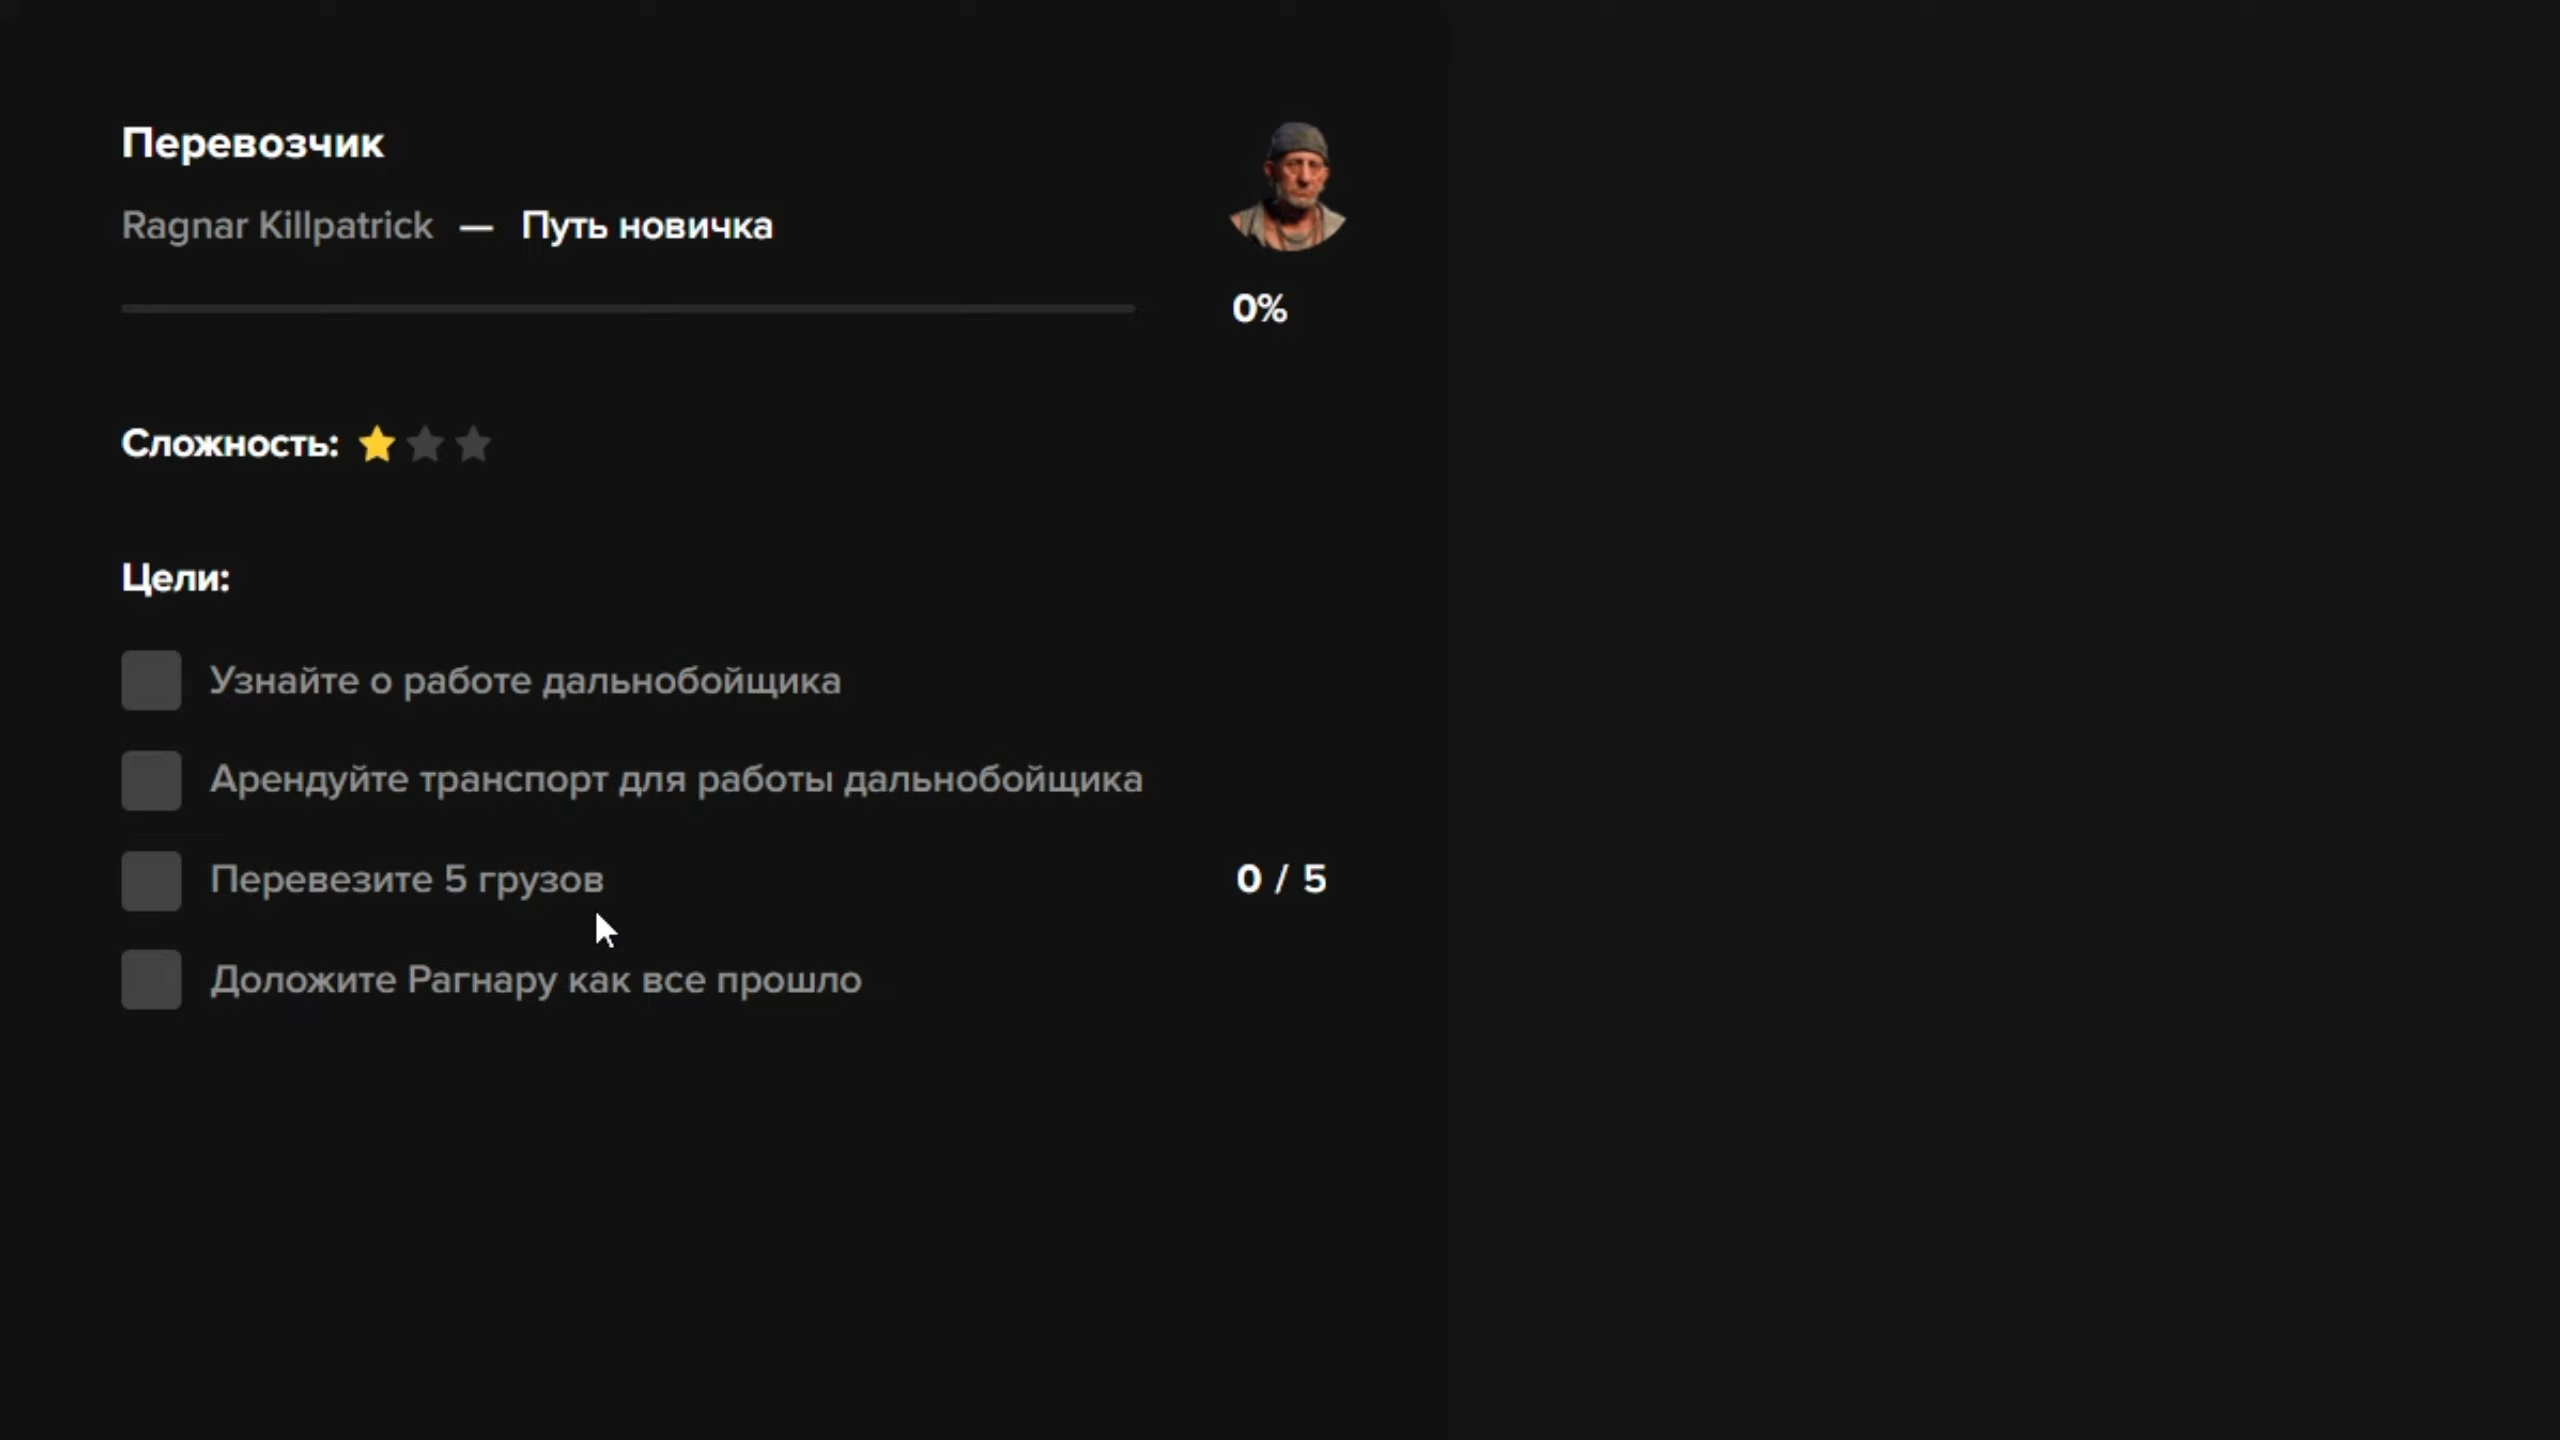 Перевозчик
Ragnar Killpatrick — Путь новичка
0%
Сложность:
Цели:
Узнайте о работе дальнобойщика
Арендуйте транспорт для работы дальнобойщика
Перевезите 5 грузов 0 / 5
Доложите Рагнару как все прошло